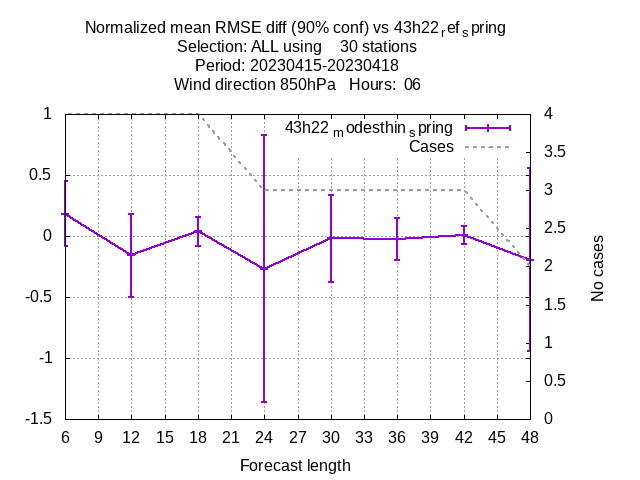 Normalized mean RMSE diff (90% conf) vs 43h22refspring
Selection: ALL using 30 stations
Period: 20230415-20230418
Wind direction 850hPa Hours: 06
43h22modesthinspring
Cases
1
0.5
0
-0.5
-1
-1.5
4
3.5
3
2.5
2
1.5
1
0.5
0
No cases
6 9 12 15 18 21 24 27 30 33 36 39 42 45 48
Forecast length